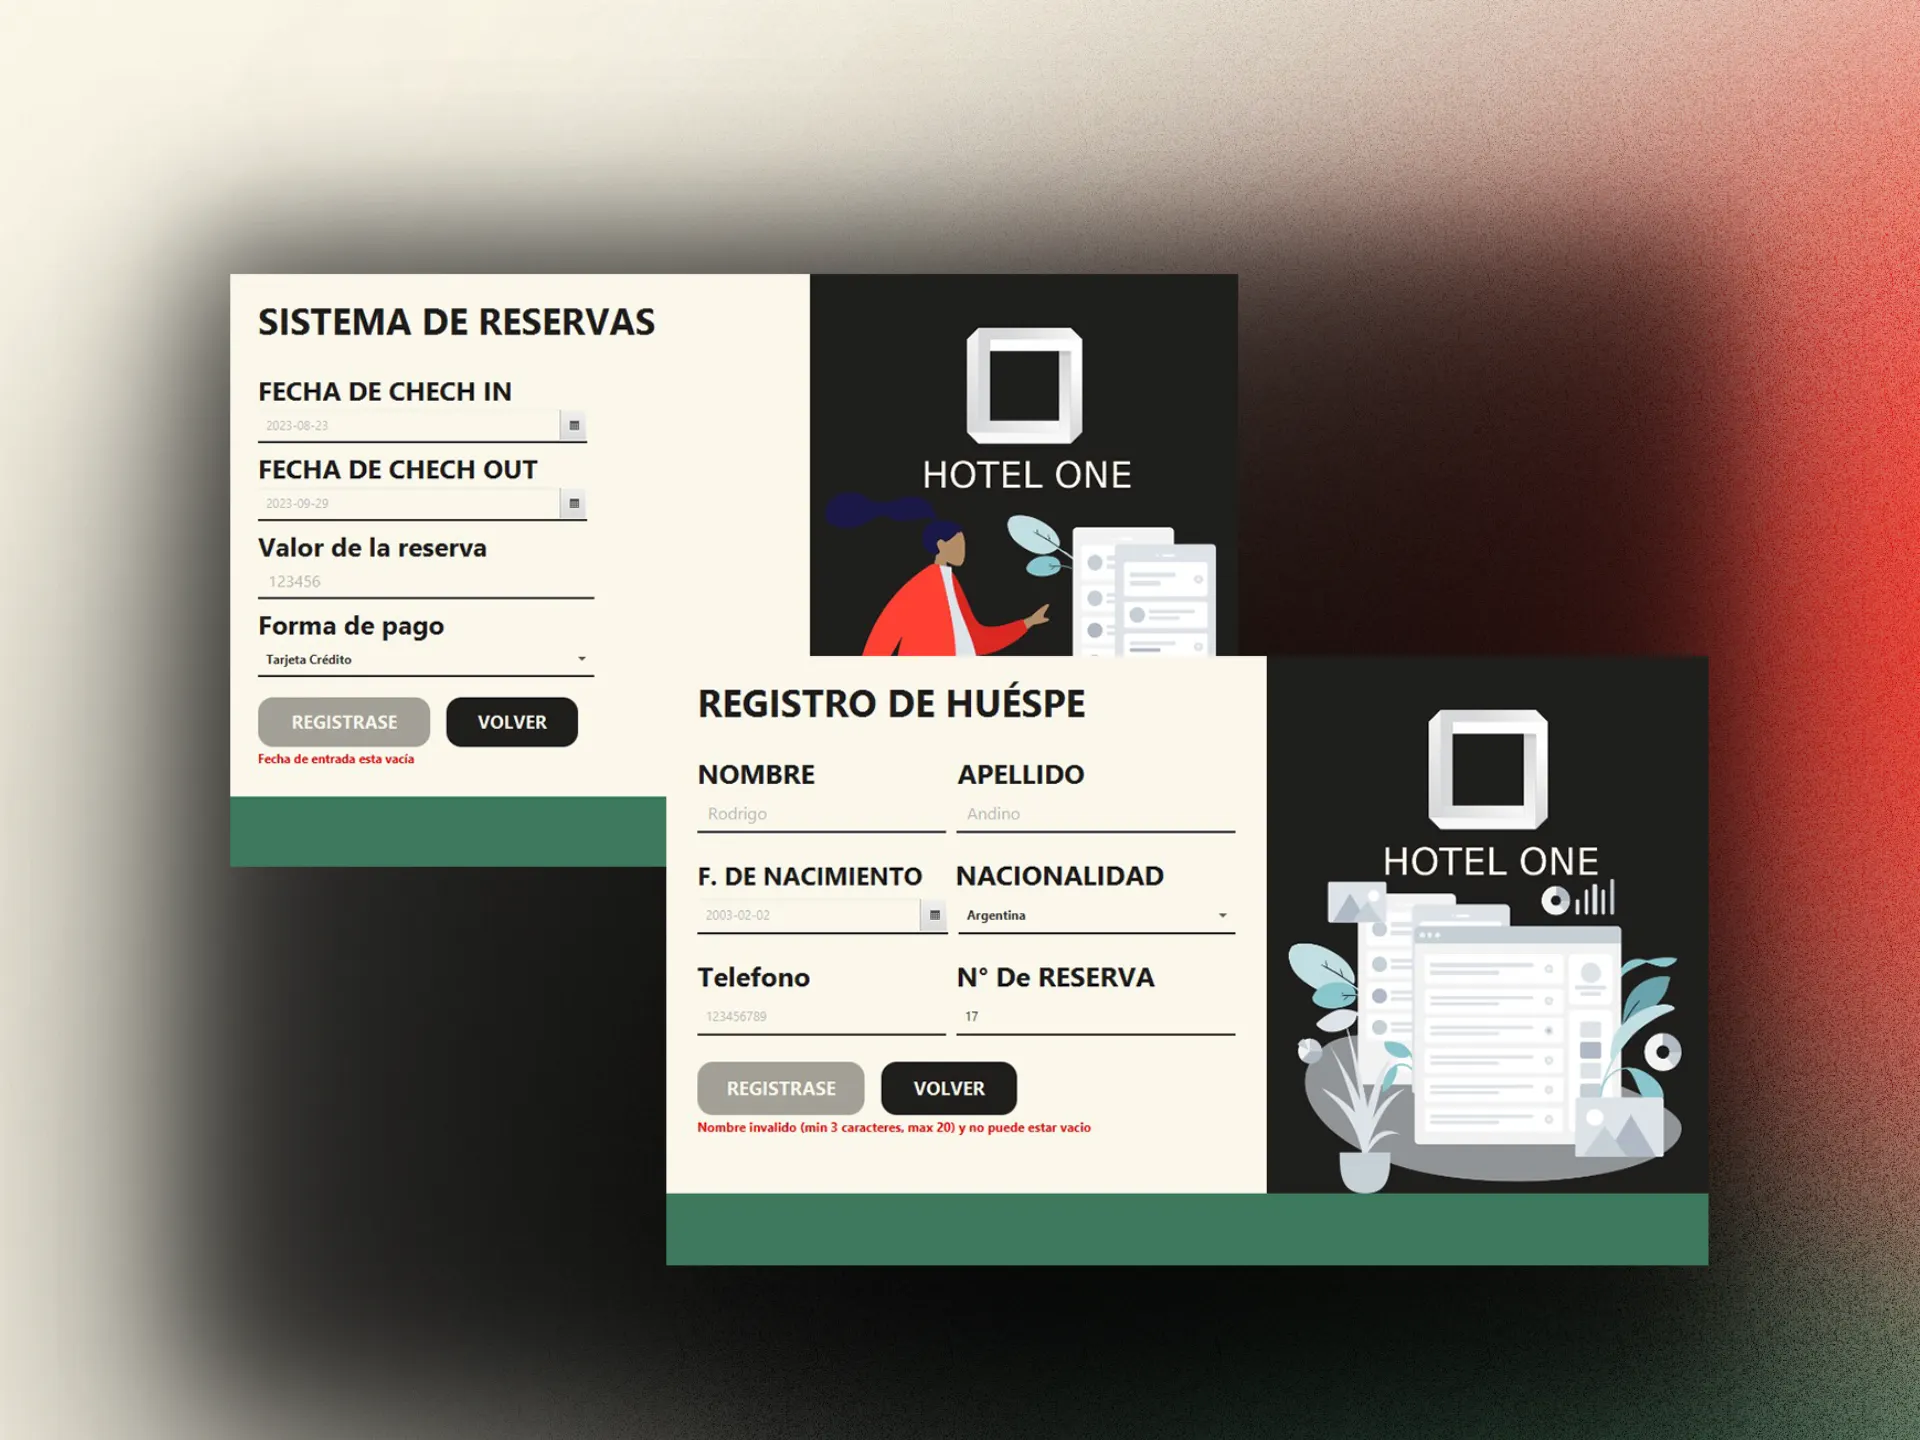 SISTEMA DE RESERVAS
FECHA DE CHECH IN
2023-08-23
FECHA DE CHECH OUT
2023-09-29
Valor de la reserva
123456
Forma de pago
Tarjeta Crédito
REGISTRASE
VOLVER
Fecha de entrada esta vacía
HOTEL ONE
REGISTRO DE HUÉSPE
NOMBRE
Rodrigo
APELLIDO
Andino
F. DE NACIMIENTO
2003-02-02
NACIONALIDAD
Argentina
Telefono
123456789
N° De RESERVA
17
REGISTRASE
VOLVER
Nombre invalido (min 3 caracteres, max 20) y no puede estar vacio
HOTEL ONE